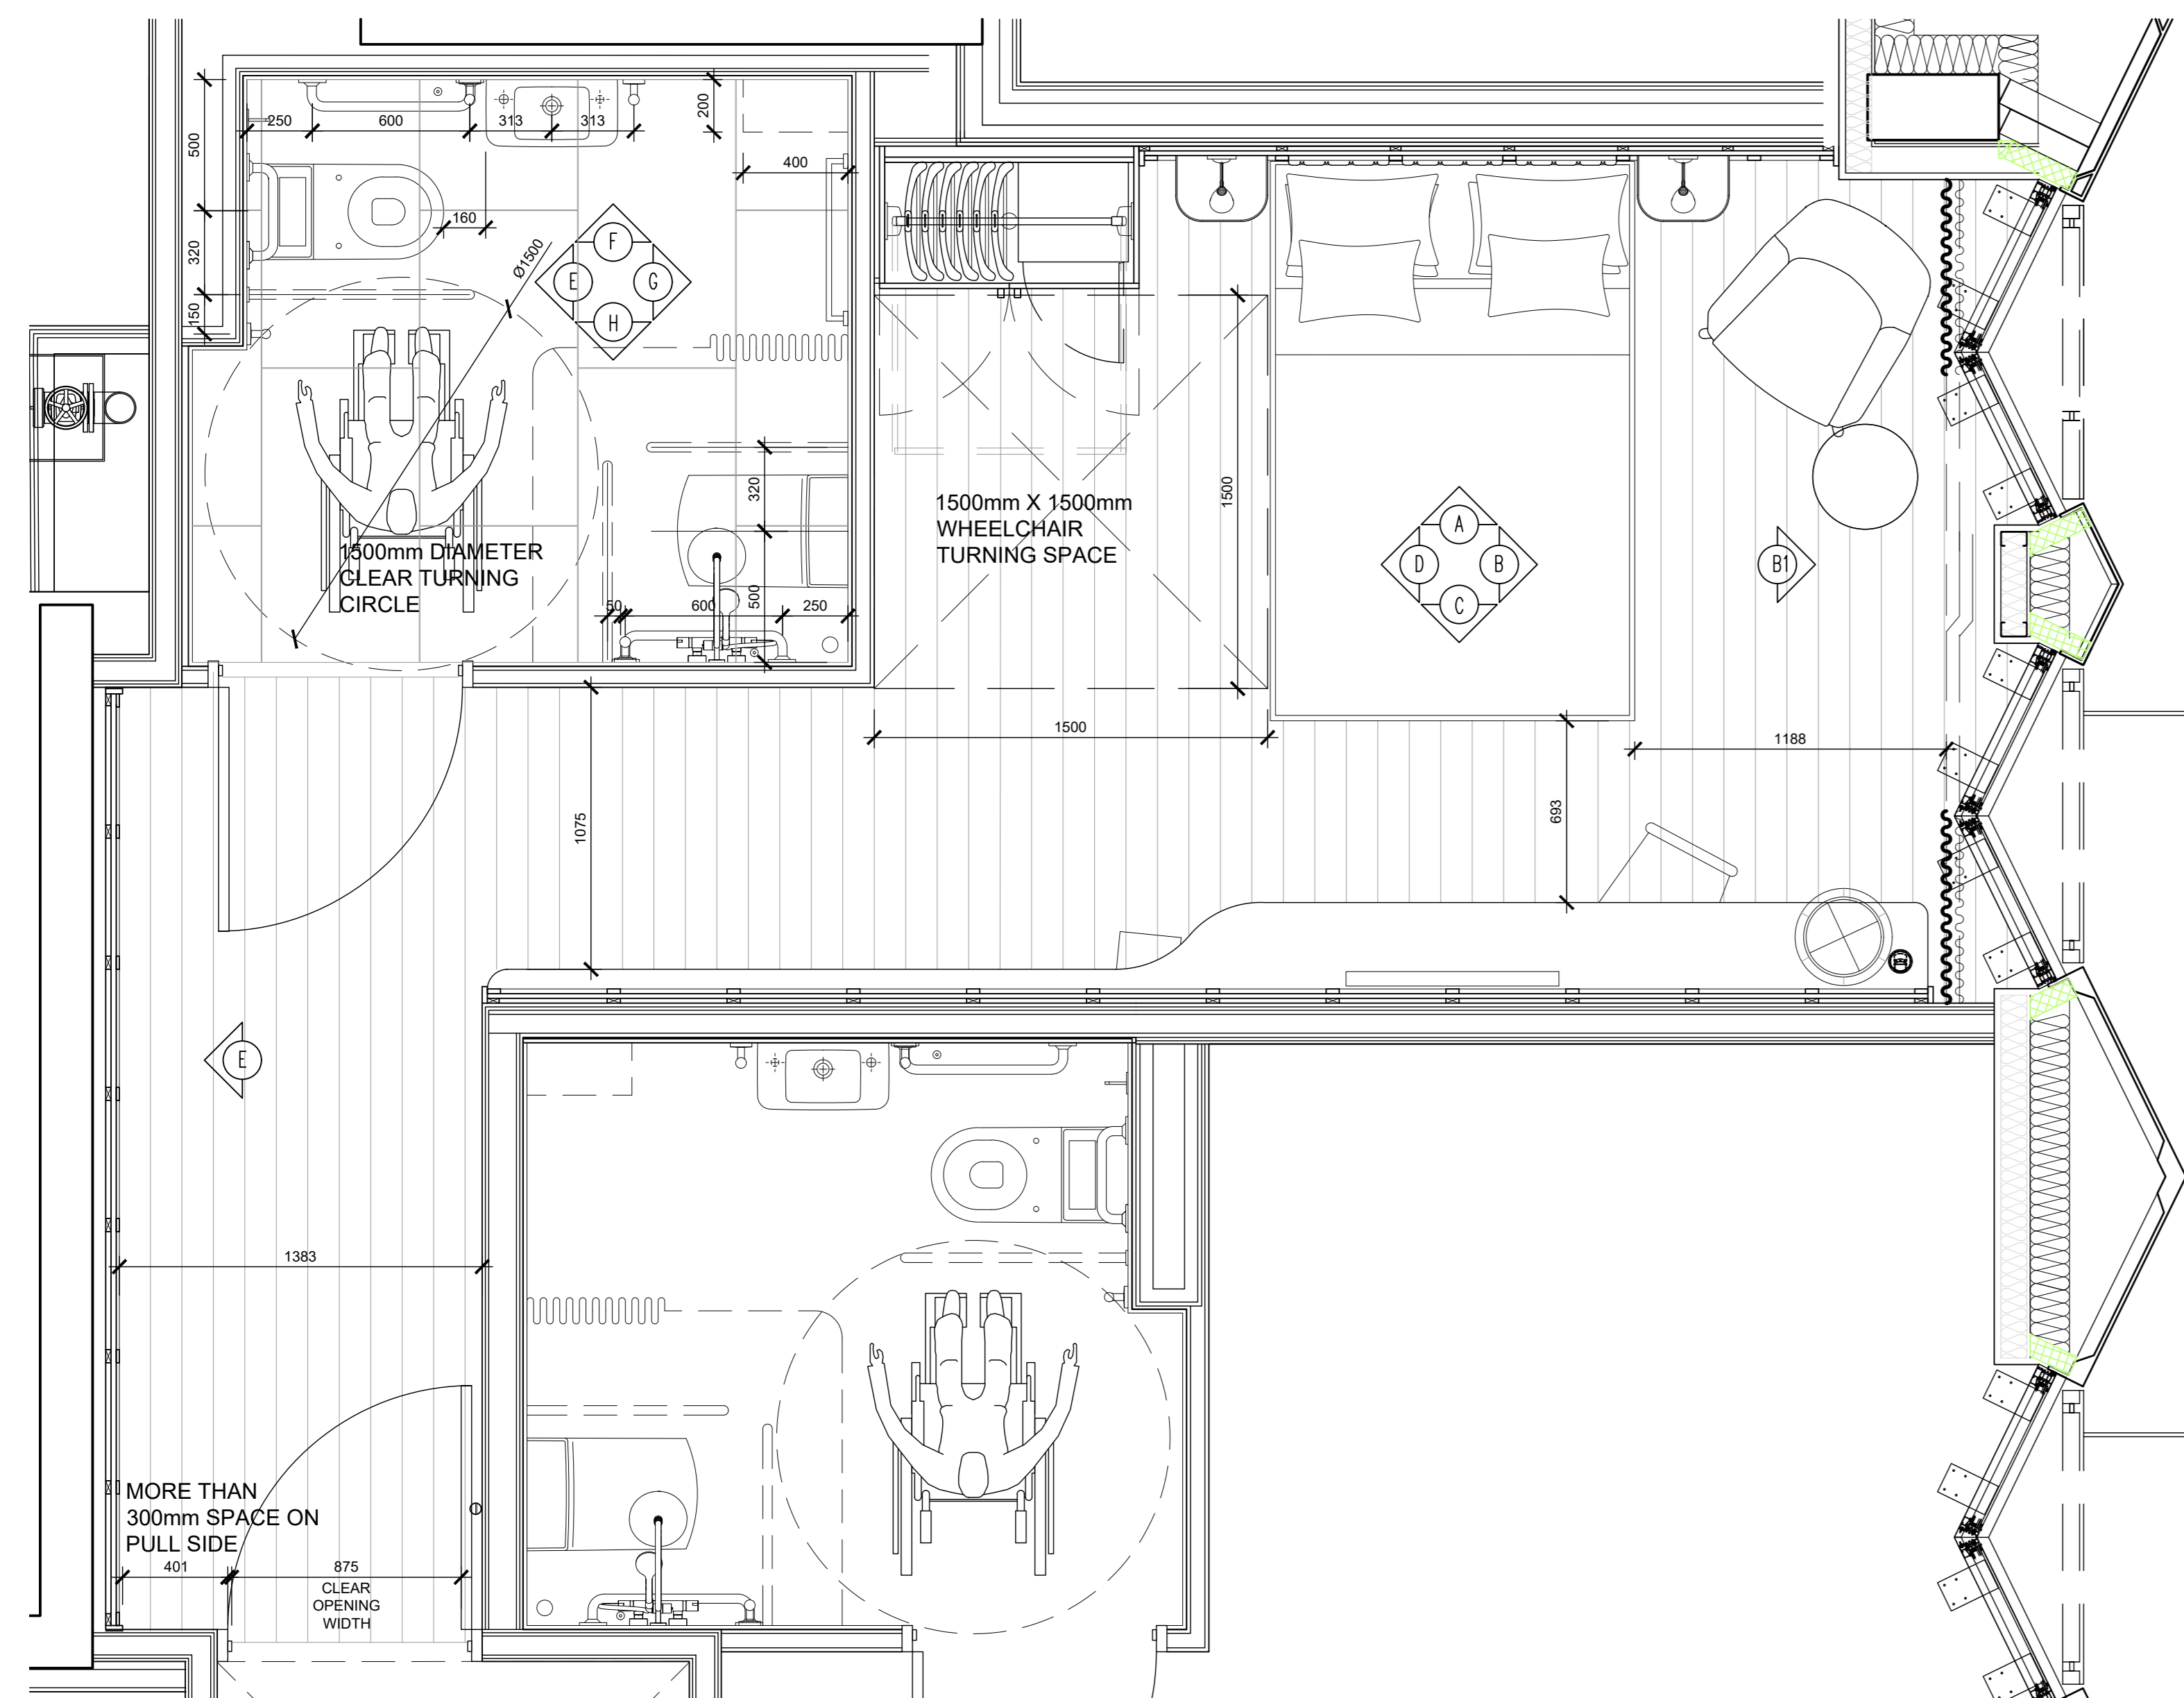 250
600
313
313
200
500
400
160
320
150
Ø1500
F
E
G
H
1500mm DIAMETER
CLEAR TURNING
CIRCLE
320
500
50
600
250
1500mm X 1500mm
WHEELCHAIR
TURNING SPACE
1500
1500
A
D
B
C
B1
1188
693
1075
E
1383
MORE THAN
300mm SPACE ON
PULL SIDE
401
875
CLEAR
OPENING
WIDTH